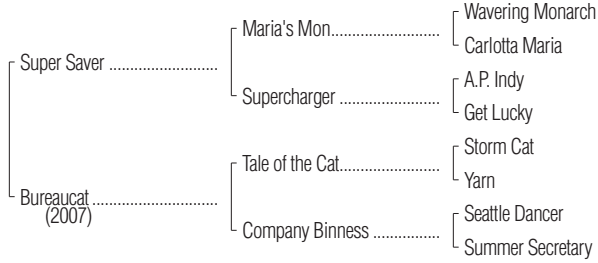 Wavering Monarch
Maria's Mon
Carlotta Maria
Super Saver
A.P. Indy
Supercharger
Get Lucky
Storm Cat
Tale of the Cat
Yarn
Bureaucat
(2007)
Seattle Dancer
Company Binness
Summer Secretary